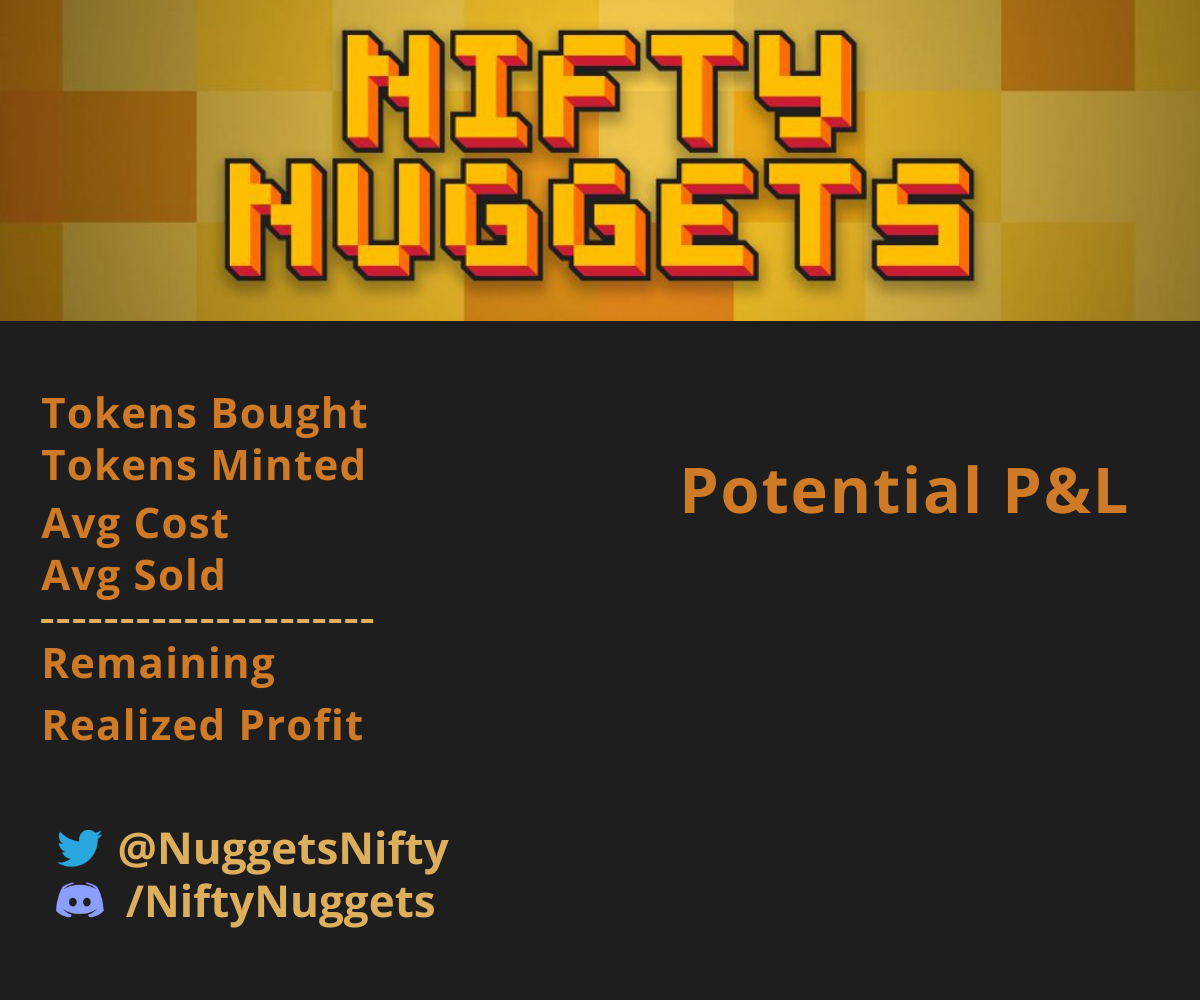 NIFTY
NUGGETS
Tokens Bought
Tokens Minted
Avg Cost
Avg Sold
---------------------
Remaining
Realized Profit
Potential P&L
@NuggetsNifty
/NiftyNuggets